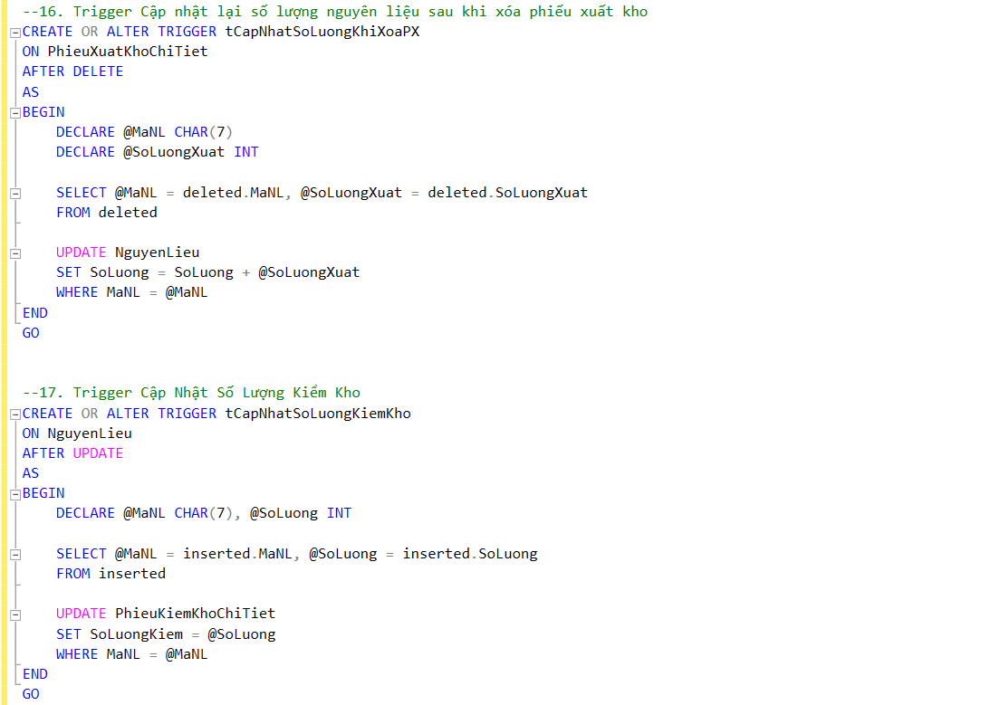 --16. Trigger Cập nhật lại số lượng nguyên liệu sau khi xóa phiếu xuất kho
CREATE OR ALTER TRIGGER tCapNhatSoLuongKhiXoaPX
ON PhieuXuatKhoChiTiet
AFTER DELETE
AS
BEGIN
    DECLARE @MaNL CHAR(7)
    DECLARE @SoLuongXuat INT
    SELECT @MaNL = deleted.MaNL, @SoLuongXuat = deleted.SoLuongXuat
    FROM deleted
    UPDATE NguyenLieu
    SET SoLuong = SoLuong + @SoLuongXuat
    WHERE MaNL = @MaNL
END
GO
--17. Trigger Cập Nhật Số Lượng Kiểm Kho
CREATE OR ALTER TRIGGER tCapNhatSoLuongKiemKho
ON NguyenLieu
AFTER UPDATE
AS
BEGIN
    DECLARE @MaNL CHAR(7), @SoLuong INT
    SELECT @MaNL = inserted.MaNL, @SoLuong = inserted.SoLuong
    FROM inserted
    UPDATE PhieuKiemKhoChiTiet
    SET SoLuongKiem = @SoLuong
    WHERE MaNL = @MaNL
END
GO